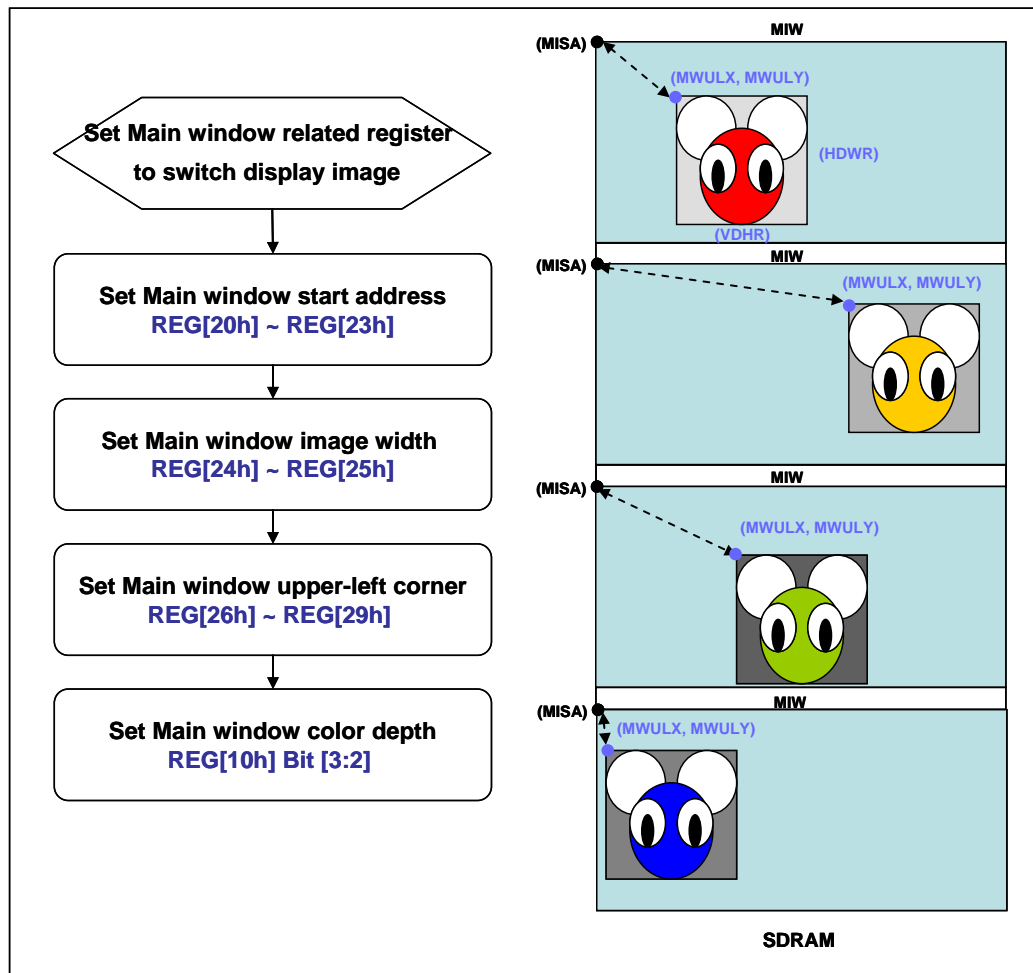 Set Main window related register
to switch display image
Set Main window start address
REG[20h] ~ REG[23h]
Set Main window image width
REG[24h] ~ REG[25h]
Set Main window upper-left corner
REG[26h] ~ REG[29h]
Set Main window color depth
REG[10h] Bit [3:2]
MIW
(MISA)
(MWULX, MWULY)
(HDWR)
(VDHR)
MIW
(MISA)
(MWULX, MWULY)
MIW
(MISA)
(MWULX, MWULY)
MIW
(MISA)
(MWULX, MWULY)
SDRAM